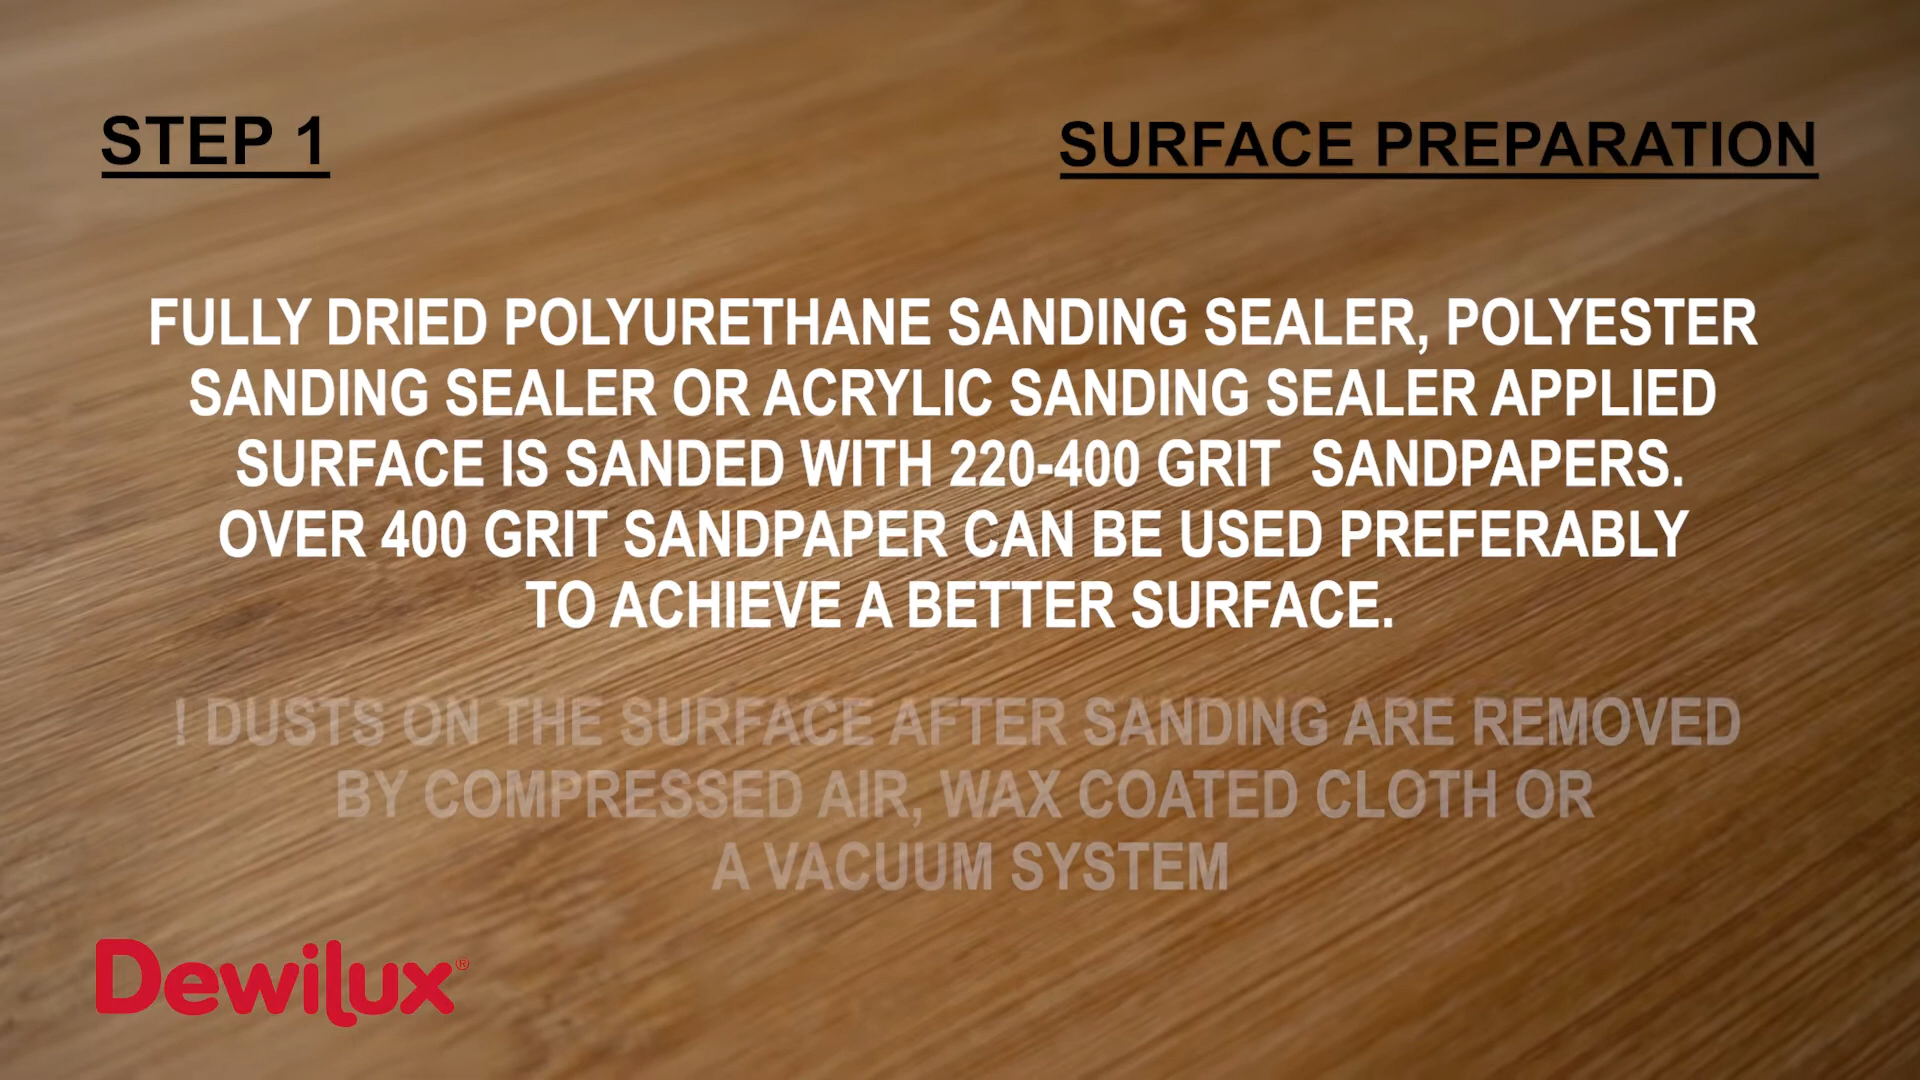 STEP 1
SURFACE PREPARATION
FULLY DRIED POLYURETHANE SANDING SEALER, POLYESTER
SANDING SEALER OR ACRYLIC SANDING SEALER APPLIED
SURFACE IS SANDED WITH 220-400 GRIT SANDPAPERS.
OVER 400 GRIT SANDPAPER CAN BE USED PREFERABLY
TO ACHIEVE A BETTER SURFACE.
! DUSTS ON THE SURFACE AFTER SANDING ARE REMOVED
BY COMPRESSED AIR, WAX COATED CLOTH OR
A VACUUM SYSTEM
Dewilux®